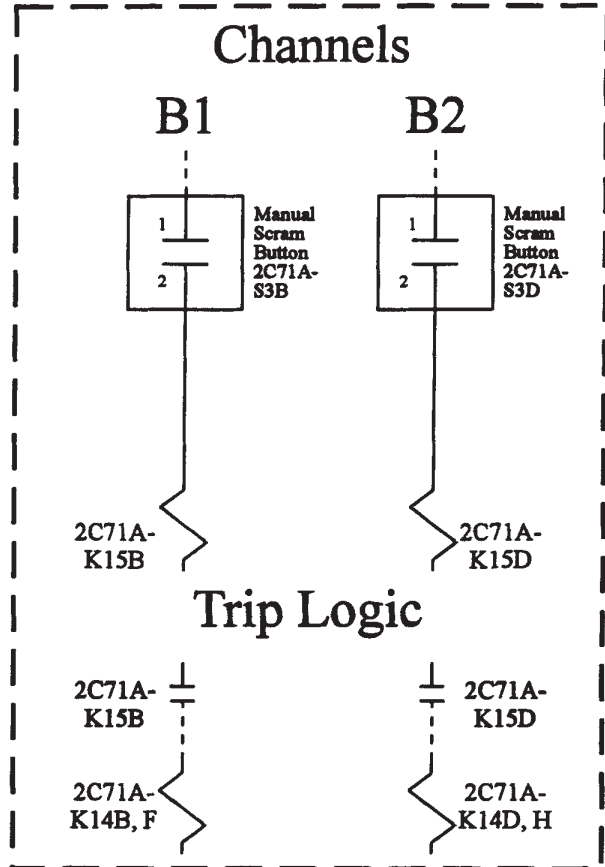 Channels
B1
B2
1
2
Manual
Scram
Button
2C71A-
S3B
1
2
Manual
Scram
Button
2C71A-
S3D
2C71A-
K15B
2C71A-
K15D
Trip Logic
2C71A-
K15B
2C71A-
K15D
2C71A-
K14B, F
2C71A-
K14D, H